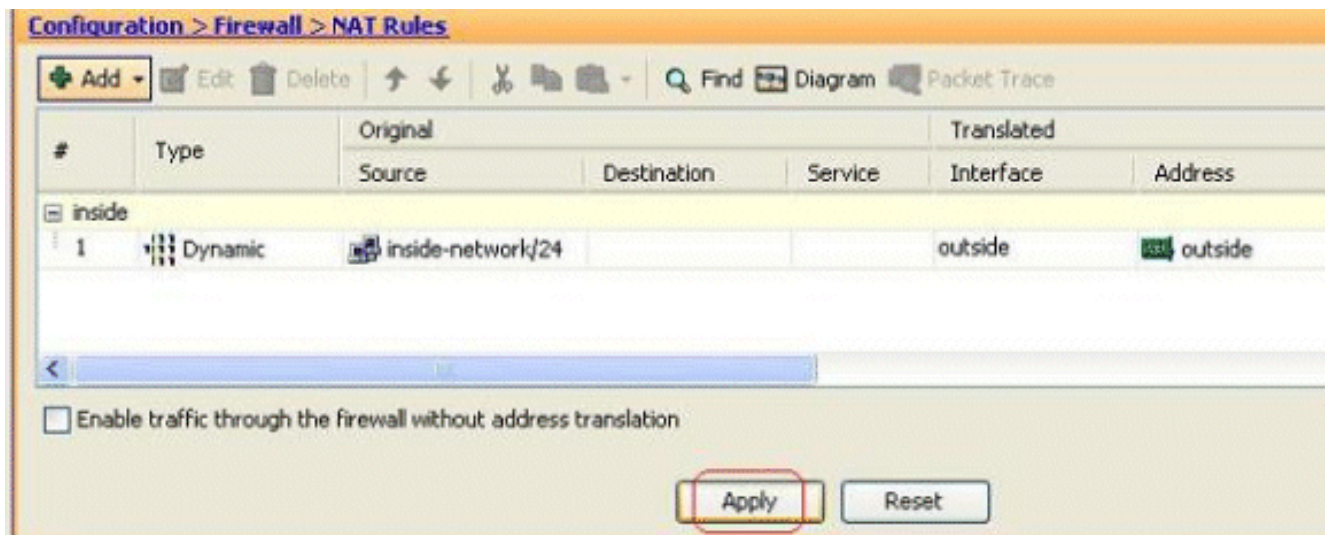 Configuration > Firewall > NAT Rules
Add Edit Delete Find Diagram Packet Trace
# Type Original Translated
Source Destination Service Interface Address
inside
1 Dynamic inside-network/24 outside outside
Enable traffic through the firewall without address translation
Apply Reset